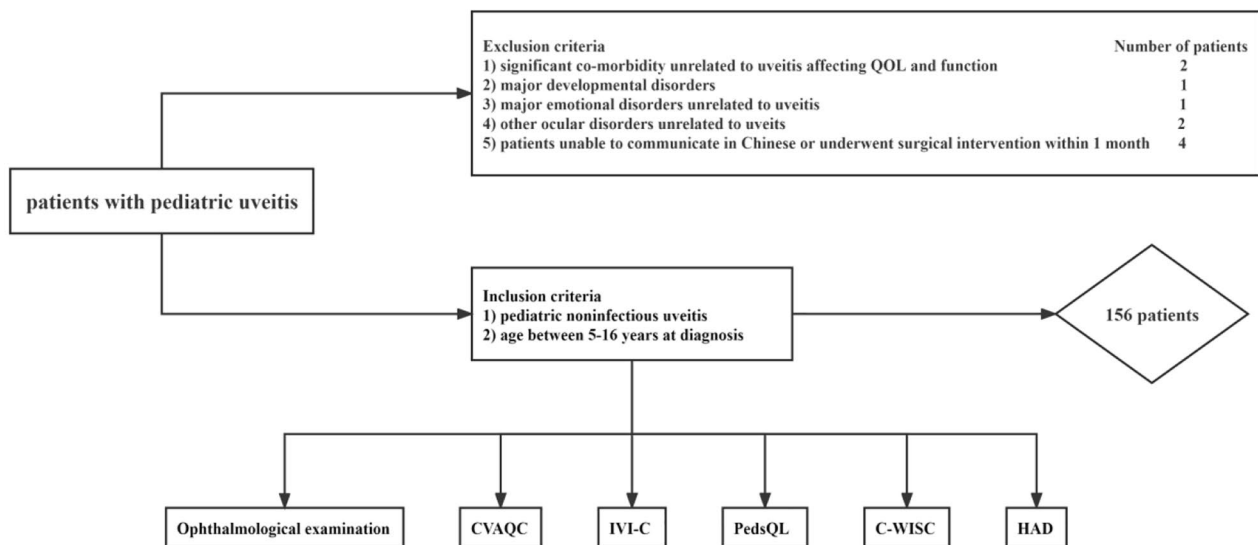 Exclusion criteria Number of patients
1) significant co-morbidity unrelated to uveitis affecting QOL and function 2
2) major developmental disorders 1
3) major emotional disorders unrelated to uveitis 1
4) other ocular disorders unrelated to uveits 2
5) patients unable to communicate in Chinese or underwent surgical intervention within 1 month 4
patients with pediatric uveitis
Inclusion criteria
1) pediatric noninfectious uveitis
2) age between 5-16 years at diagnosis
156 patients
Ophthalmological examination CVAQC IVI-C PedsQL C-WISC HAD